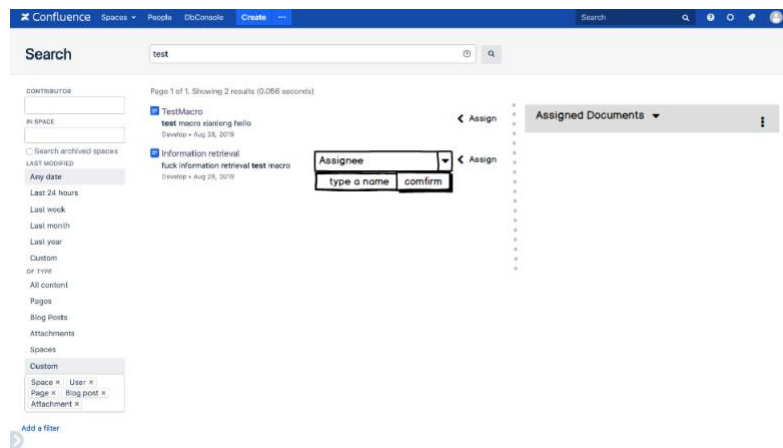 Confluence Spaces People DbConsole Create ... Search
Search
test
CONTRIBUTOR
IN SPACE
Search archived spaces
LAST MODIFIED
Any date
Last 24 hours
Last week
Last month
Last year
Custom
OF TYPE
All content
Pages
Blog Posts
Attachments
Spaces
Custom
Space × User ×
Page × Blog post ×
Attachment ×
Add a filter
Page 1 of 1. Showing 2 results (0.056 seconds)
TestMacro
test macro xianlong hello
Develop • Aug 28, 2019
Assign
Information retrieval
fuck information retrieval test macro
Develop • Aug 28, 2019
Assignee
type a name comfirm
Assign
Assigned Documents